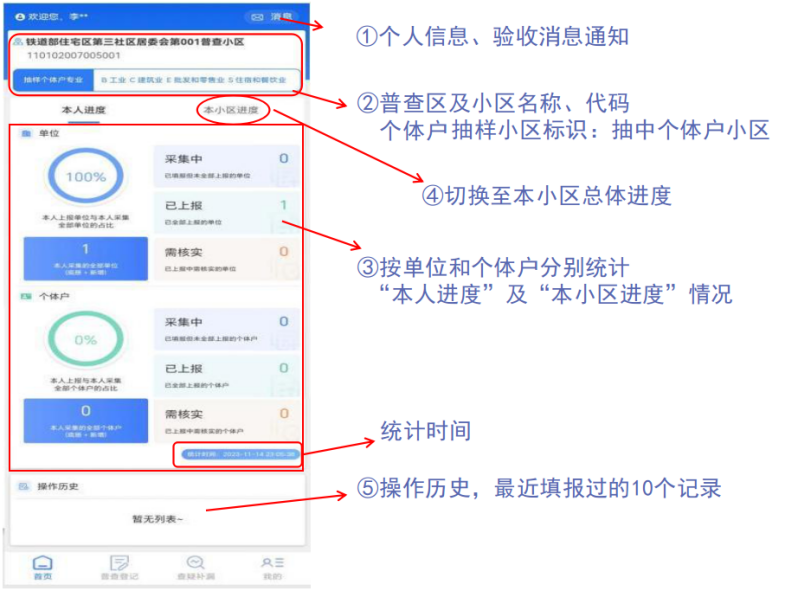 欢迎您，李**
消息
铁道部住宅区第三社区居委会第001普查小区
110102007005001
抽样个体户专业 B 工业 C 建筑业 E 批发和零售业 S 住宿和餐饮业
本人进度 本小区进度
单位
100%
本人上报单位与本人采集
全部单位的占比
采集中 0
已填报但未全部上报的单位
已上报 1
已全部上报的单位
1
本人采集的全部单位
(底册 + 新增)
需核实 0
已上报中需核实的单位
个体户
0%
本人上报与本人采集
全部个体户的占比
采集中 0
已填报但未全部上报的个体户
已上报 0
已全部上报的个体户
0
本人采集的全部个体户
(底册 + 新增)
需核实 0
已上报中需核实的个体户
统计时间：2023-11-14 23:05:38
操作历史
暂无列表~
首页 普查登记 查疑补漏 我的
①个人信息、验收消息通知
②普查区及小区名称、代码
个体户抽样小区标识：抽中个体户小区
④切换至本小区总体进度
③按单位和个体户分别统计
“本人进度”及“本小区进度”情况
统计时间
⑤操作历史，最近填报过的10个记录